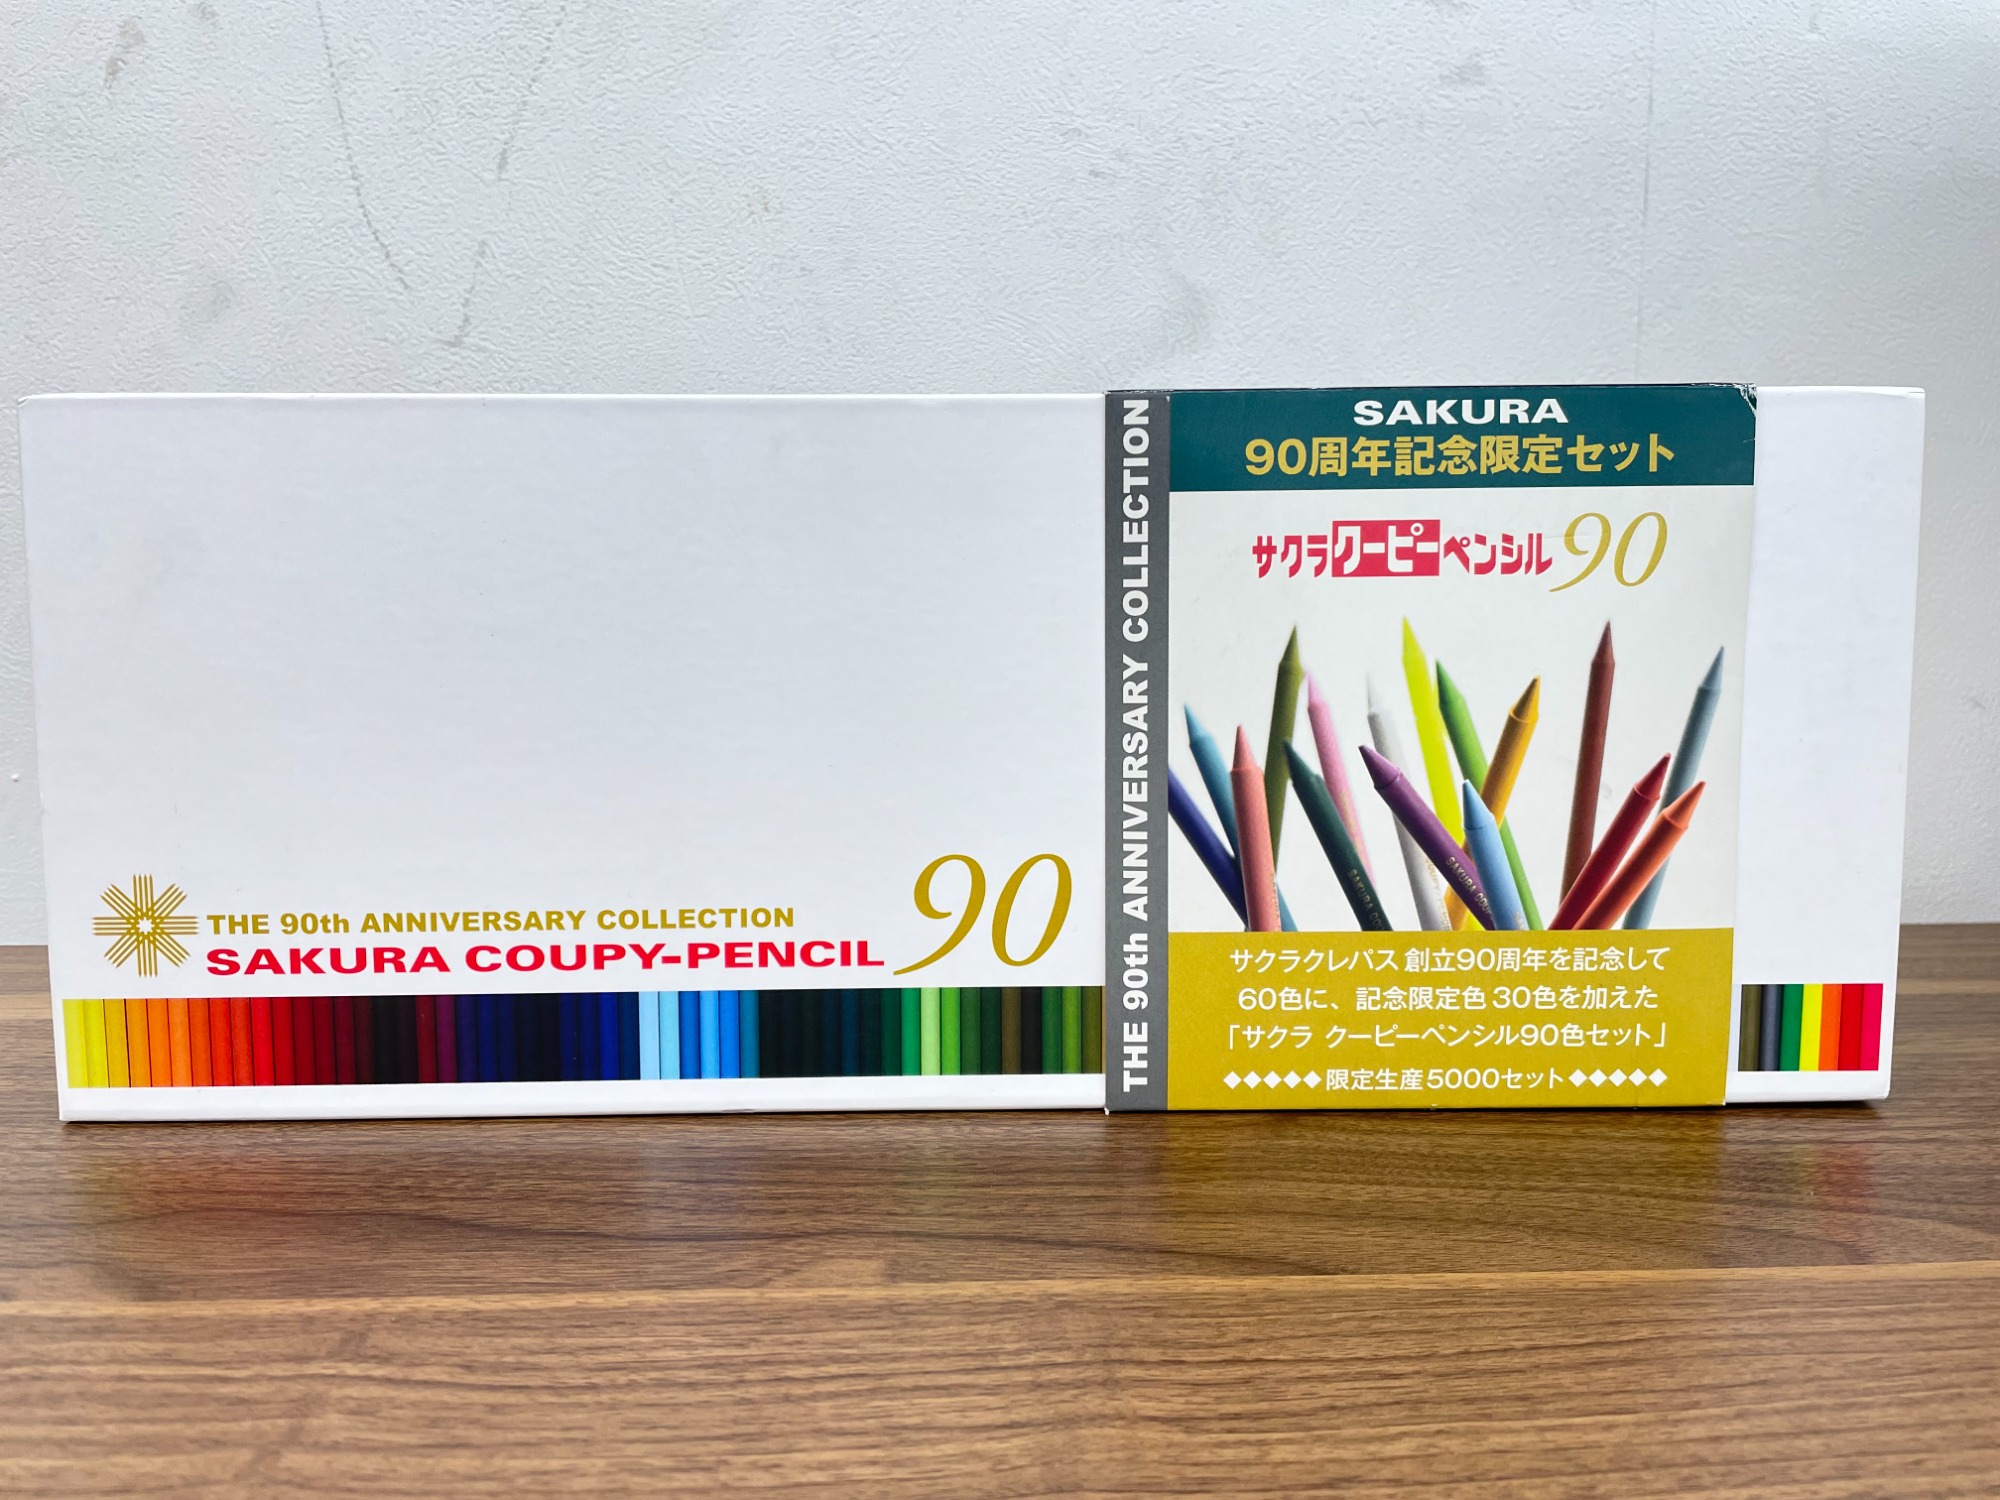 THE 90th ANNIVERSARY COLLECTION
SAKURA COUPY-PENCIL 90
THE 90th ANNIVERSARY COLLECTION
SAKURA
90周年記念限定セット
サクラクーピーペンシル90
SAKURA CO
SAKURA COUP
サクラクレパス 創立90周年を記念して
60色に、記念限定色30色を加えた
「サクラ クーピーペンシル90色セット」
◆◆◆◆◆限定生産5000セット◆◆◆◆◆